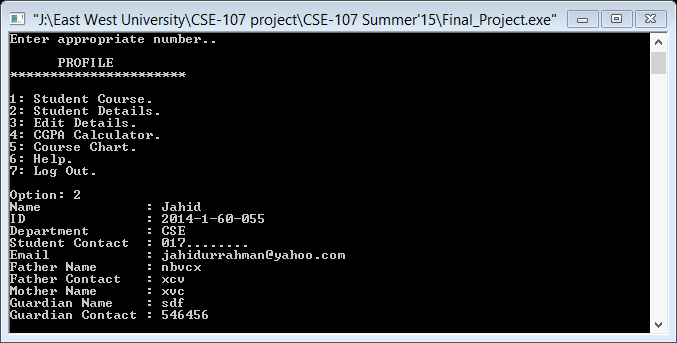 "J:\East West University\CSE-107 project\CSE-107 Summer'15\Final_Project.exe"
Enter appropriate number..
PROFILE
**********************
1: Student Course.
2: Student Details.
3: Edit Details.
4: CGPA Calculator.
5: Course Chart.
6: Help.
7: Log Out.
Option: 2
Name : Jahid
ID : 2014-1-60-055
Department : CSE
Student Contact : 017........
Email : jahidurrahman@yahoo.com
Father Name : nbvcx
Father Contact : xcv
Mother Name : xvc
Guardian Name : sdf
Guardian Contact : 546456